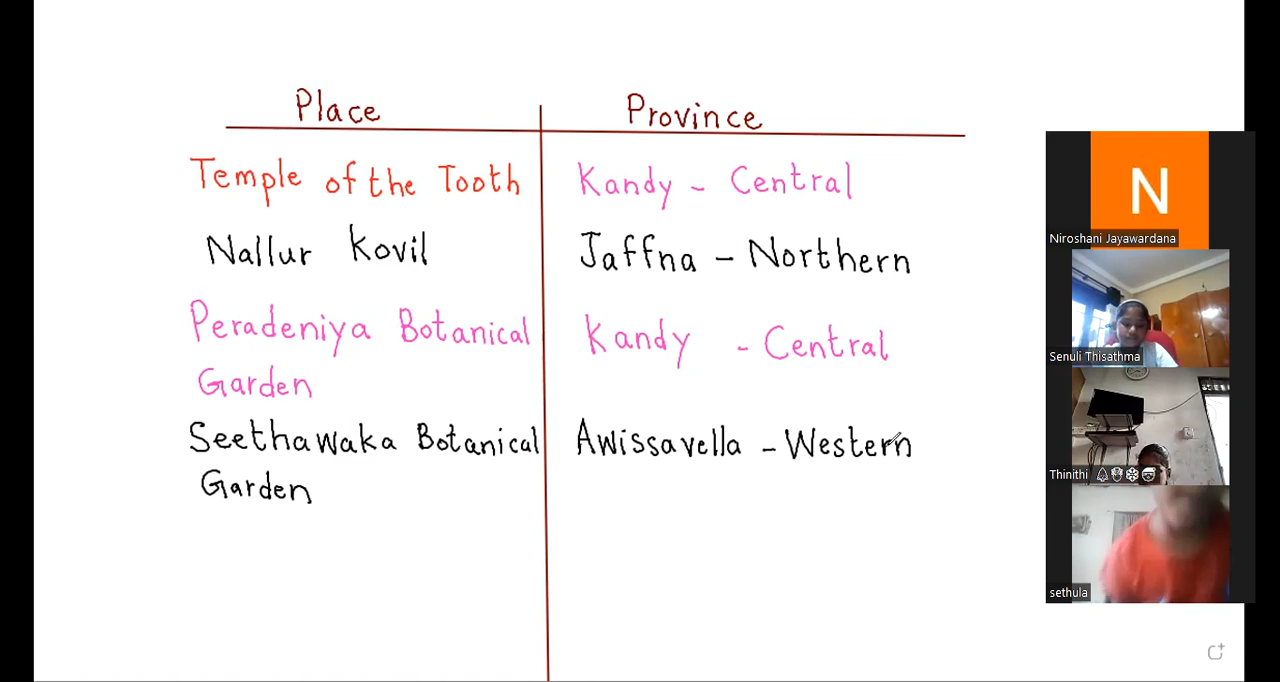 Place Province
Temple of the Tooth Kandy - Central
Nallur Kovil Jaffna - Northern
Peradeniya Botanical Kandy - Central
Garden
Seethawaka Botanical Awissavella - Western
Garden
N
Niroshani Jayawardana
Senuli Thisathma
Thinithi
sethula